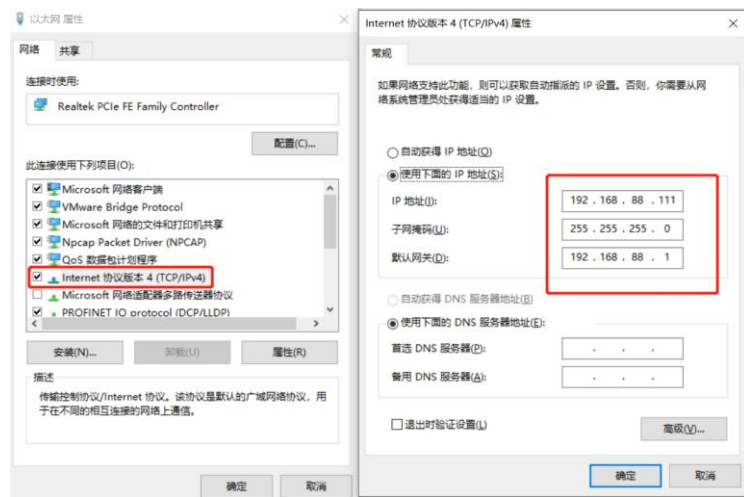 以太网 属性
网络 共享
连接时使用:
Realtek PCIe FE Family Controller
配置(C)...
此连接使用下列项目(O):
Microsoft 网络客户端
VMware Bridge Protocol
Microsoft 网络的文件和打印机共享
Npcap Packet Driver (NPCAP)
QoS 数据包计划程序
Internet 协议版本 4 (TCP/IPv4)
Microsoft 网络适配器多路传送器协议
PROFINET IO protocol (DCP/LLDP)
安装(N)... 卸载(U) 属性(R)
描述
传输控制协议/Internet 协议。该协议是默认的广域网络协议，用
于在不同的相互连接的网络上通信。
确定 取消
Internet 协议版本 4 (TCP/IPv4) 属性
常规
如果网络支持此功能，则可以获取自动指派的 IP 设置。否则，你需要从网
络系统管理员处获得适当的 IP 设置。
自动获得 IP 地址(O)
使用下面的 IP 地址(S):
IP 地址(I): 192 . 168 . 88 . 111
子网掩码(U): 255 . 255 . 255 . 0
默认网关(D): 192 . 168 . 88 . 1
自动获得 DNS 服务器地址(B)
使用下面的 DNS 服务器地址(E):
首选 DNS 服务器(P): . . .
备用 DNS 服务器(A): . . .
退出时验证设置(L)
高级(V)...
确定 取消